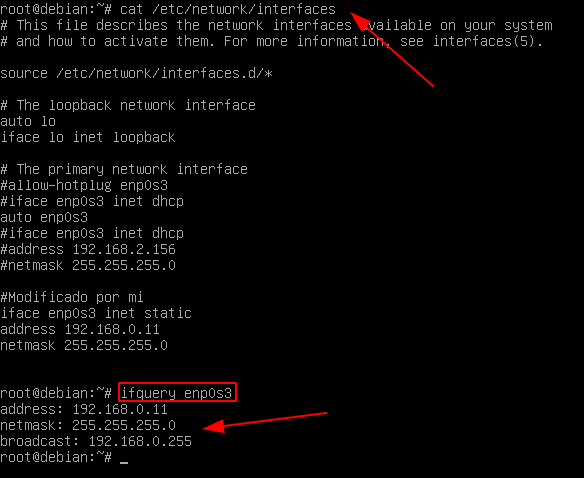 root@debian:~# cat /etc/network/interfaces
# This file describes the network interfaces available on your system
# and how to activate them. For more information, see interfaces(5).
source /etc/network/interfaces.d/*
# The loopback network interface
auto lo
iface lo inet loopback
# The primary network interface
#allow-hotplug enp0s3
#iface enp0s3 inet dhcp
auto enp0s3
#iface enp0s3 inet dhcp
#address 192.168.2.156
#netmask 255.255.255.0
#Modificado por mi
iface enp0s3 inet static
address 192.168.0.11
netmask 255.255.255.0
root@debian:~# ifquery enp0s3
address: 192.168.0.11
netmask: 255.255.255.0
broadcast: 192.168.0.255
root@debian:~# _